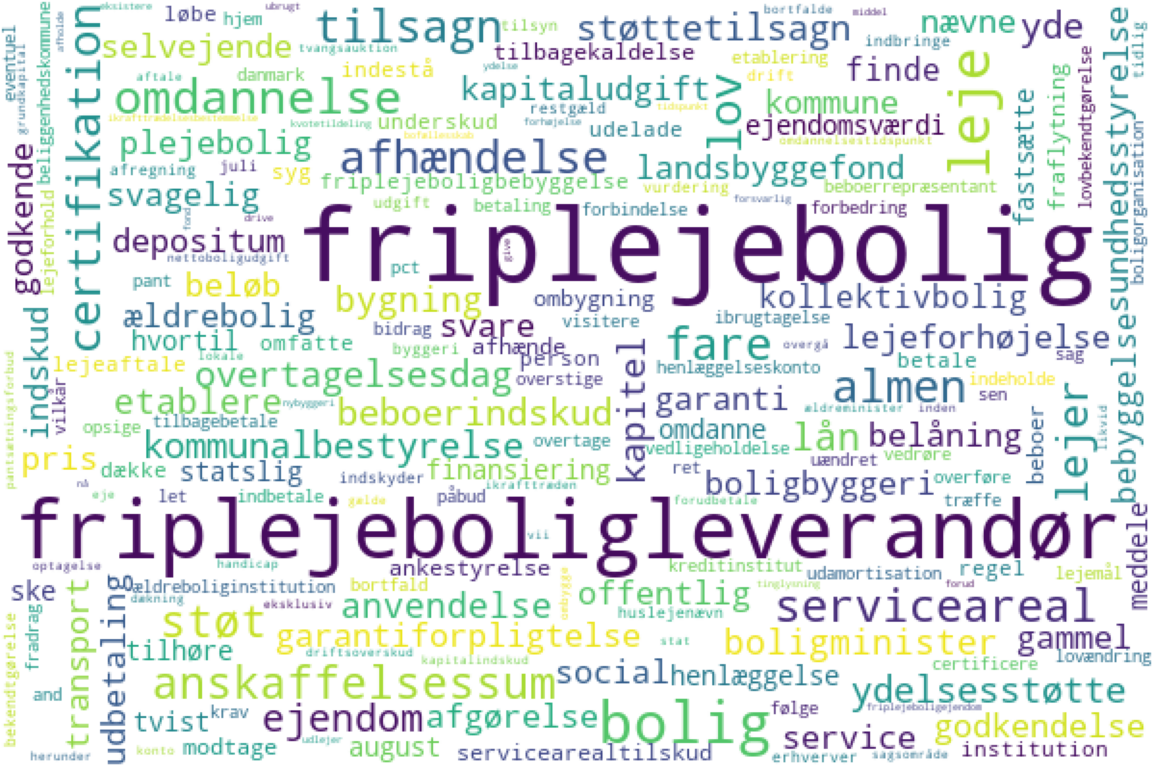 eventuel
grundkapital
beliggenhedskommune
afholde
eksistere
løbe
ubrugt
hjem
tvangsauktion
tilsagn
tilsyn
støttetilsagn
bortfalde
middel
indbringe
nævne
yde
tidlig
selvejende
tilbagekaldelse
etablering
drift
finde
leje
certifikation
aftale
danmark
indestå
ydelse
kapitaludgift
lov
omdannelse
ikrafttrædelsesbestemmelse
kvotetildeling
restgæld
tidspunkt
kommune
underskud
bofællesskab
forhøjelse
udelade
ejendomsværdi
omdannelsestidspunkt
fastsætte
fraflytning
lovbekendtgørelse
boligorganisation
bebyggelse
sundhedsstyrelse
plejebolig
afregning
juli
syg
afhændelse
landsbyggefond
friplejeboligbebyggelse
vurdering
beboerrepræsentant
godkende
lejeforhold
svagelig
fond
drive
udgift
betaling
forbindelse
forsvarlig
forbedring
depositum
nettoboligudgift
friplejebolig
give
pant
beløb
pct
bygning
ombygning
kollektivbolig
indskud
ældrebolig
bidrag
svare
visitere
ibrugtagelse
lejeforhøjelse
hvortil
omfatte
byggeri
afhænde
person
kapitel
fare
overgå
betale
sag
pantsætningsforbud
vilkår
lejeaftale
lokale
overtagelsesdag
overstige
henlæggelseskonto
almen
indeholde
sen
etablere
nybyggeri
beboerindskud
garanti
ældreminister
inden
beboer
lejer
likvid
opsige
tilbagebetale
kommunalbestyrelse
overtage
omdanne
vedligeholdelse
lån
belåning
pris
nå
dække
statslig
indskyder
finansiering
ret
uændret
vedrøre
boligbyggeri
overføre
eje
let
indbetale
gælde
påbud
ikrafttræden
forudbetale
træffe
friplejeboligleverandør
vii
meddele
optagelse
handicap
ankestyrelse
kreditinstitut
udamortisation
regel
lejemål
ske
ældreboliginstitution
dækning
bortfald
ombygge
offentlig
tinglysning
forud
bekendtgørelse
fradrag
transport
udbetaling
støt
eksklusiv
anvendelse
huslejenævn
serviceareal
tilhøre
garantiforpligtelse
driftsoverskud
kapitalindskud
stat
boligminister
gammel
certificere
lovændring
and
anskaffelsessum
social
henlæggelse
ydelsesstøtte
friplejeboligejendom
tvist
krav
ejendom
afgørelse
bolig
følge
godkendelse
herunder
konto
modtage
udlejer
august
servicearealtilskud
service
erhverver
sagsområde
institution